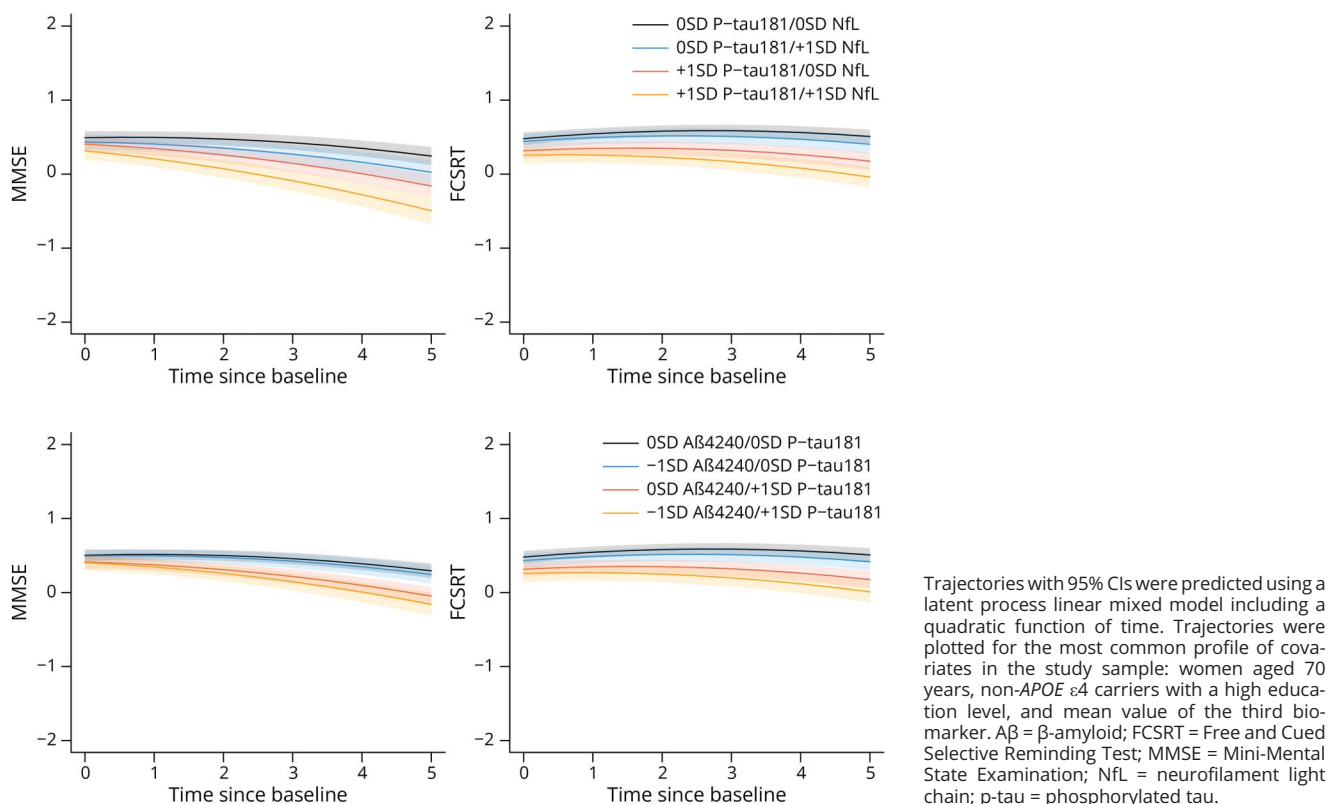 2
1
0
−1
−2
MMSE
0 1 2 3 4 5
Time since baseline
2
1
0
−1
−2
FCSRT
0SD P−tau181/0SD NfL
0SD P−tau181/+1SD NfL
+1SD P−tau181/0SD NfL
+1SD P−tau181/+1SD NfL
0 1 2 3 4 5
Time since baseline
2
1
0
−1
−2
MMSE
0 1 2 3 4 5
Time since baseline
2
1
0
−1
−2
FCSRT
0SD Aß4240/0SD P−tau181
−1SD Aß4240/0SD P−tau181
0SD Aß4240/+1SD P−tau181
−1SD Aß4240/+1SD P−tau181
0 1 2 3 4 5
Time since baseline
Trajectories with 95% CIs were predicted using a
latent process linear mixed model including a
quadratic function of time. Trajectories were
plotted for the most common profile of cova-
riates in the study sample: women aged 70
years, non-APOE ε4 carriers with a high educa-
tion level, and mean value of the third bio-
marker. Aβ = β-amyloid; FCSRT = Free and Cued
Selective Reminding Test; MMSE = Mini-Mental
State Examination; NfL = neurofilament light
chain; p-tau = phosphorylated tau.